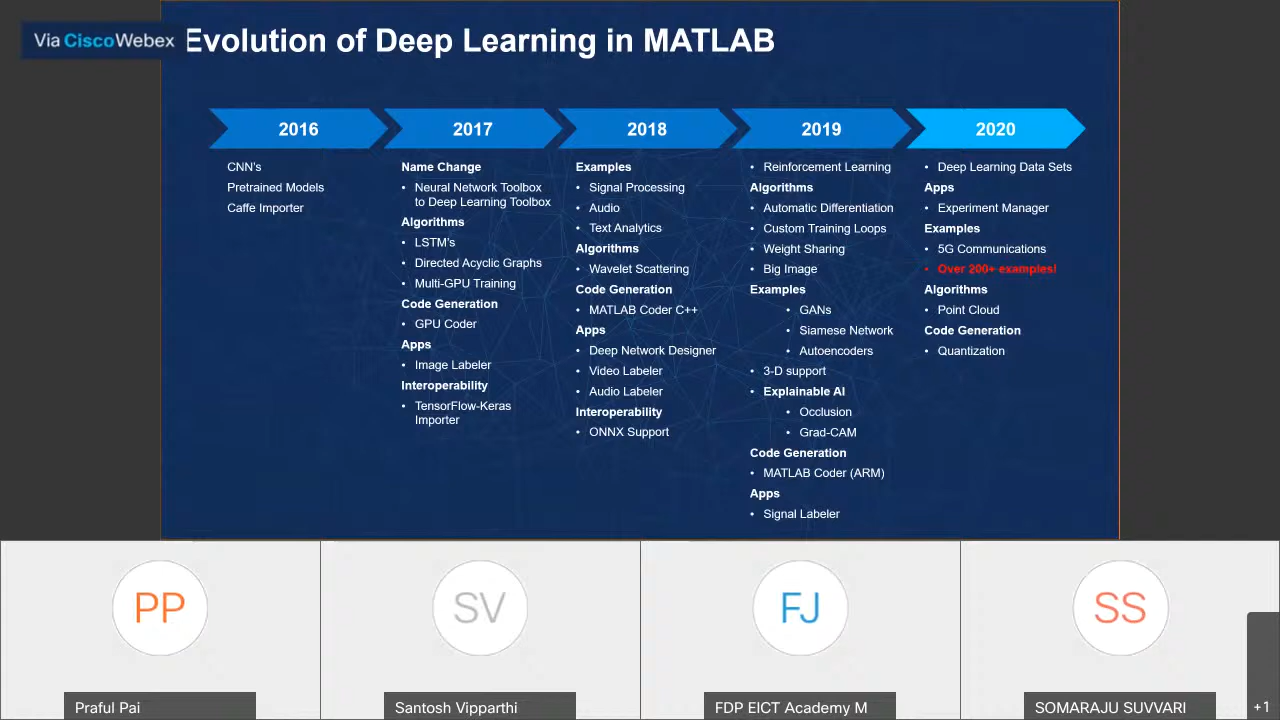 Via Cisco Webex
Evolution of Deep Learning in MATLAB
2016
CNN's
Pretrained Models
Caffe Importer
2017
Name Change
• Neural Network Toolbox
to Deep Learning Toolbox
Algorithms
• LSTM's
• Directed Acyclic Graphs
• Multi-GPU Training
Code Generation
• GPU Coder
Apps
• Image Labeler
Interoperability
• TensorFlow-Keras
Importer
2018
Examples
• Signal Processing
• Audio
• Text Analytics
Algorithms
• Wavelet Scattering
Code Generation
• MATLAB Coder C++
Apps
• Deep Network Designer
• Video Labeler
• Audio Labeler
Interoperability
• ONNX Support
2019
• Reinforcement Learning
Algorithms
• Automatic Differentiation
• Custom Training Loops
• Weight Sharing
• Big Image
Examples
• GANs
• Siamese Network
• Autoencoders
• 3-D support
• Explainable AI
• Occlusion
• Grad-CAM
Code Generation
• MATLAB Coder (ARM)
Apps
• Signal Labeler
2020
• Deep Learning Data Sets
Apps
• Experiment Manager
Examples
• 5G Communications
• Over 200+ examples!
Algorithms
• Point Cloud
Code Generation
• Quantization
PP
SV
FJ
SS
Praful Pai
Santosh Vipparthi
FDP EICT Academy M
SOMARAJU SUVVARI
+1